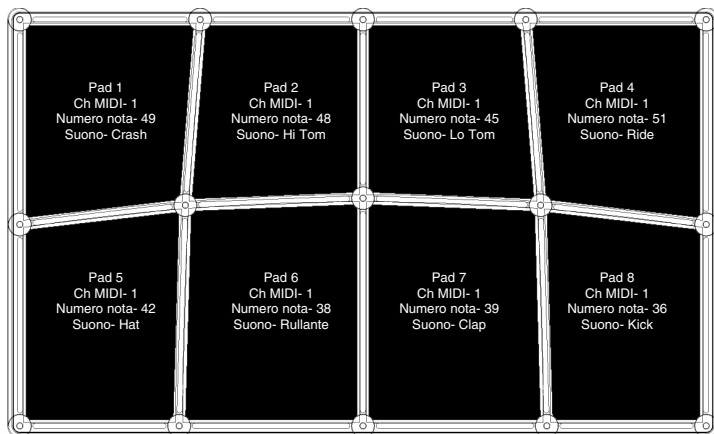 Pad 1
Ch MIDI- 1
Numero nota- 49
Suono- Crash
Pad 2
Ch MIDI- 1
Numero nota- 48
Suono- Hi Tom
Pad 3
Ch MIDI- 1
Numero nota- 45
Suono- Lo Tom
Pad 4
Ch MIDI- 1
Numero nota- 51
Suono- Ride
Pad 5
Ch MIDI- 1
Numero nota- 42
Suono- Hat
Pad 6
Ch MIDI- 1
Numero nota- 38
Suono- Rullante
Pad 7
Ch MIDI- 1
Numero nota- 39
Suono- Clap
Pad 8
Ch MIDI- 1
Numero nota- 36
Suono- Kick